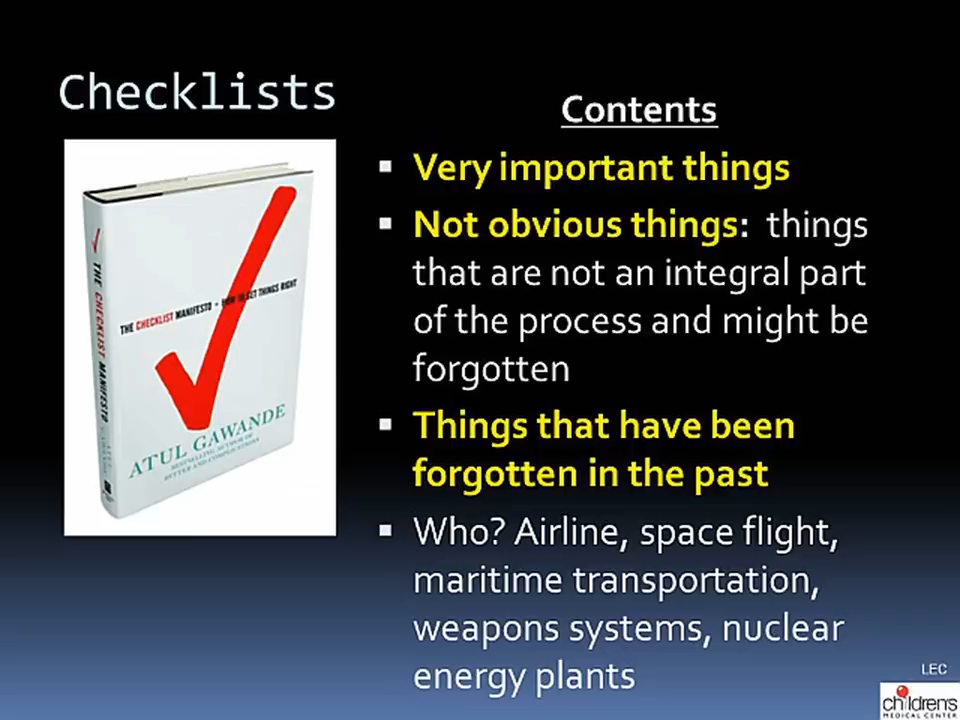 Checklists
Contents
▪ Very important things
▪ Not obvious things: things
that are not an integral part
of the process and might be
forgotten
▪ Things that have been
forgotten in the past
▪ Who? Airline, space flight,
maritime transportation,
weapons systems, nuclear
energy plants
THE CHECKLIST MANIFESTO
THE CHECKLIST MANIFESTO - HOW TO GET THINGS RIGHT
ATUL GAWANDE
BESTSELLING AUTHOR OF
BETTER AND COMPLICATIONS
LEC
childrens
MEDICAL CENTER